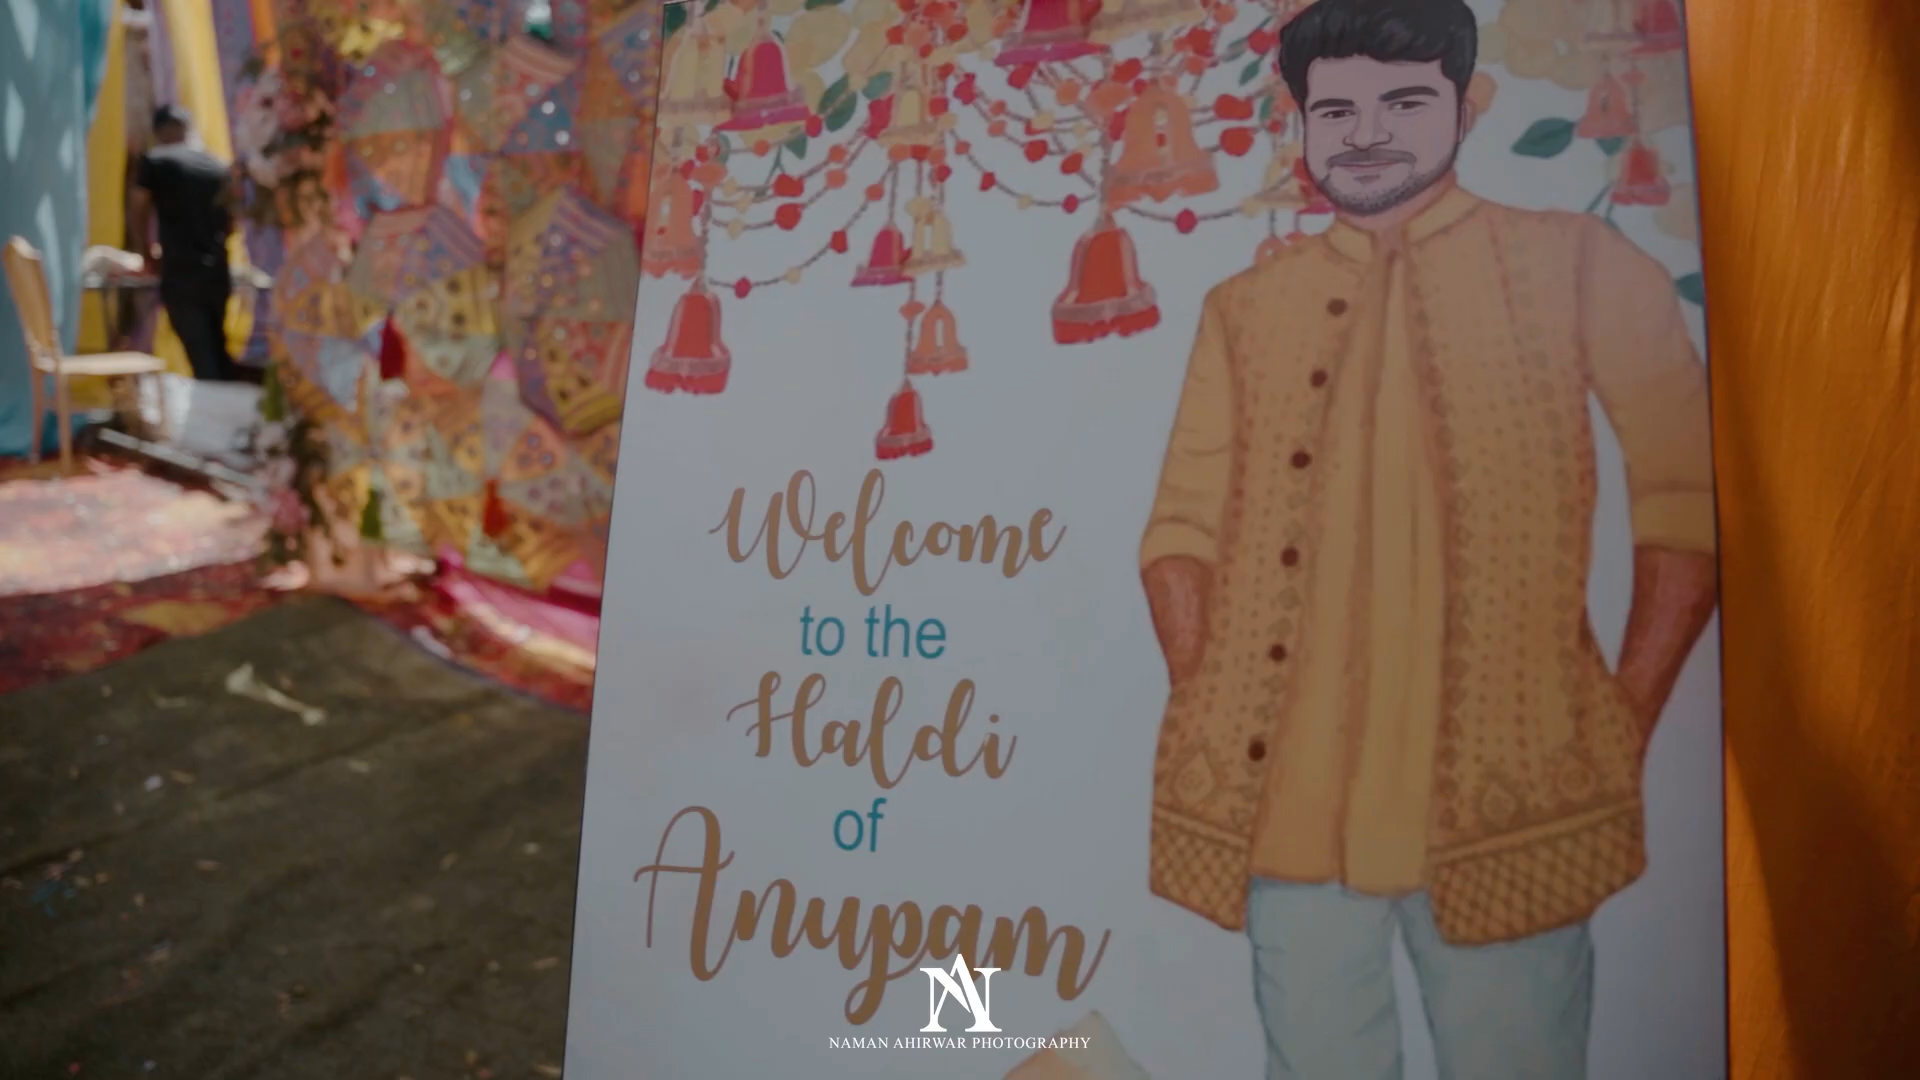 Welcome
to the
Haldi
of
Anupam
NA
NAMAN AHIRWAR PHOTOGRAPHY